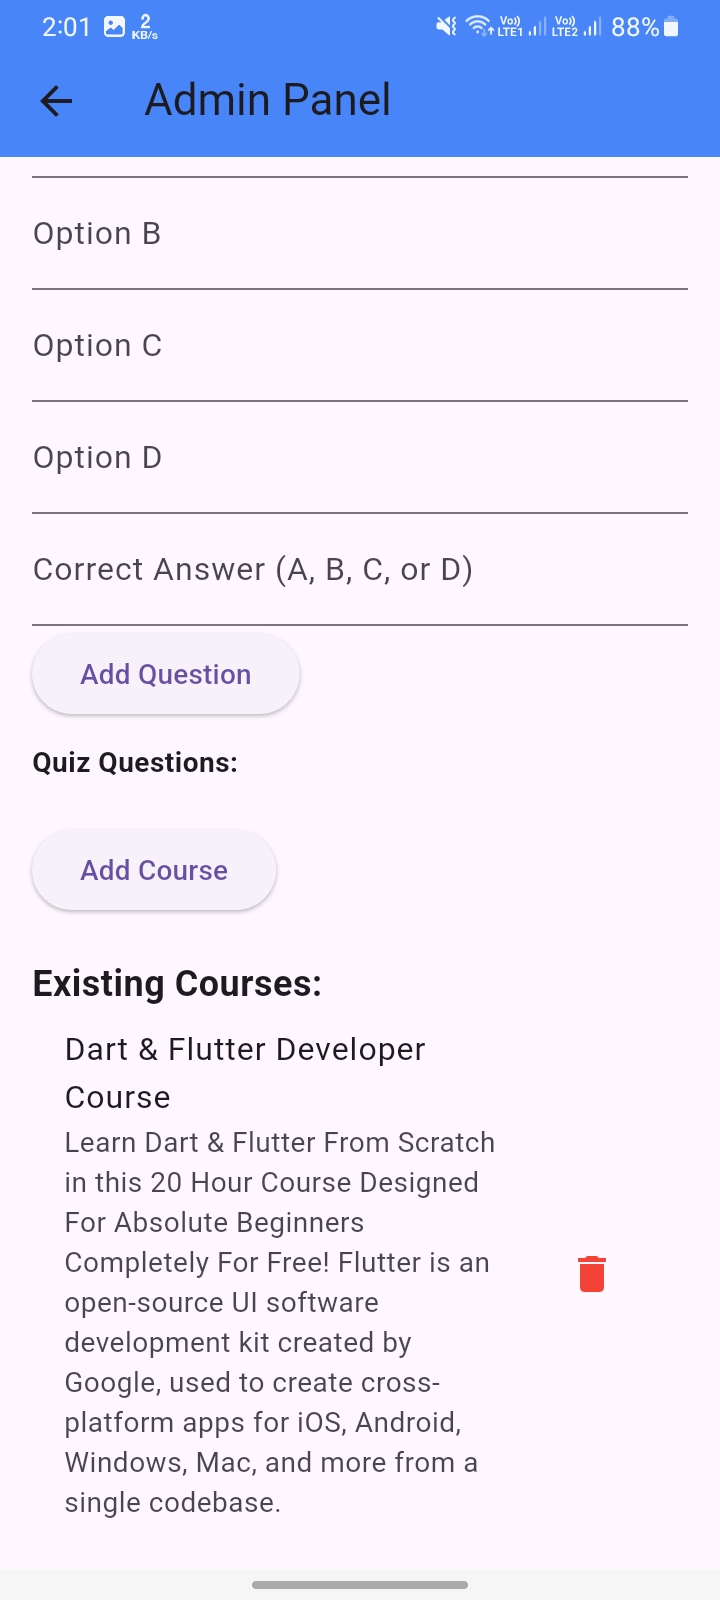 2:01 2 KB/s Vo)) LTE1 Vo)) LTE2 88%
Admin Panel
Option B
Option C
Option D
Correct Answer (A, B, C, or D)
Add Question
Quiz Questions:
Add Course
Existing Courses:
Dart & Flutter Developer
Course
Learn Dart & Flutter From Scratch
in this 20 Hour Course Designed
For Absolute Beginners
Completely For Free! Flutter is an
open-source UI software
development kit created by
Google, used to create cross-
platform apps for iOS, Android,
Windows, Mac, and more from a
single codebase.